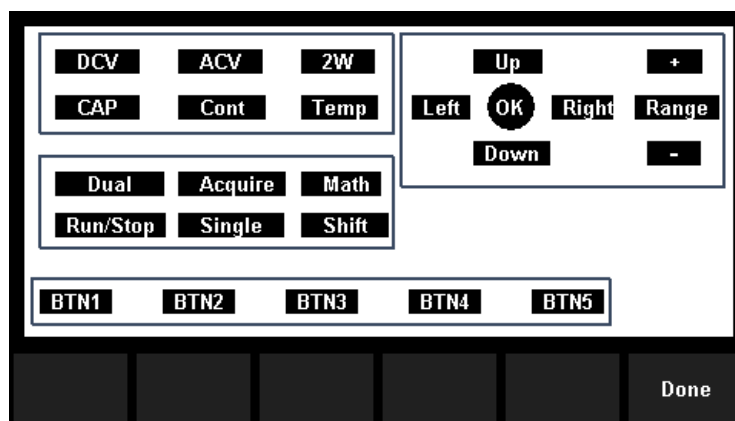 DCV ACV 2W
CAP Cont Temp
Up +
Left OK Right Range
Down -
Dual Acquire Math
Run/Stop Single Shift
BTN1 BTN2 BTN3 BTN4 BTN5
Done